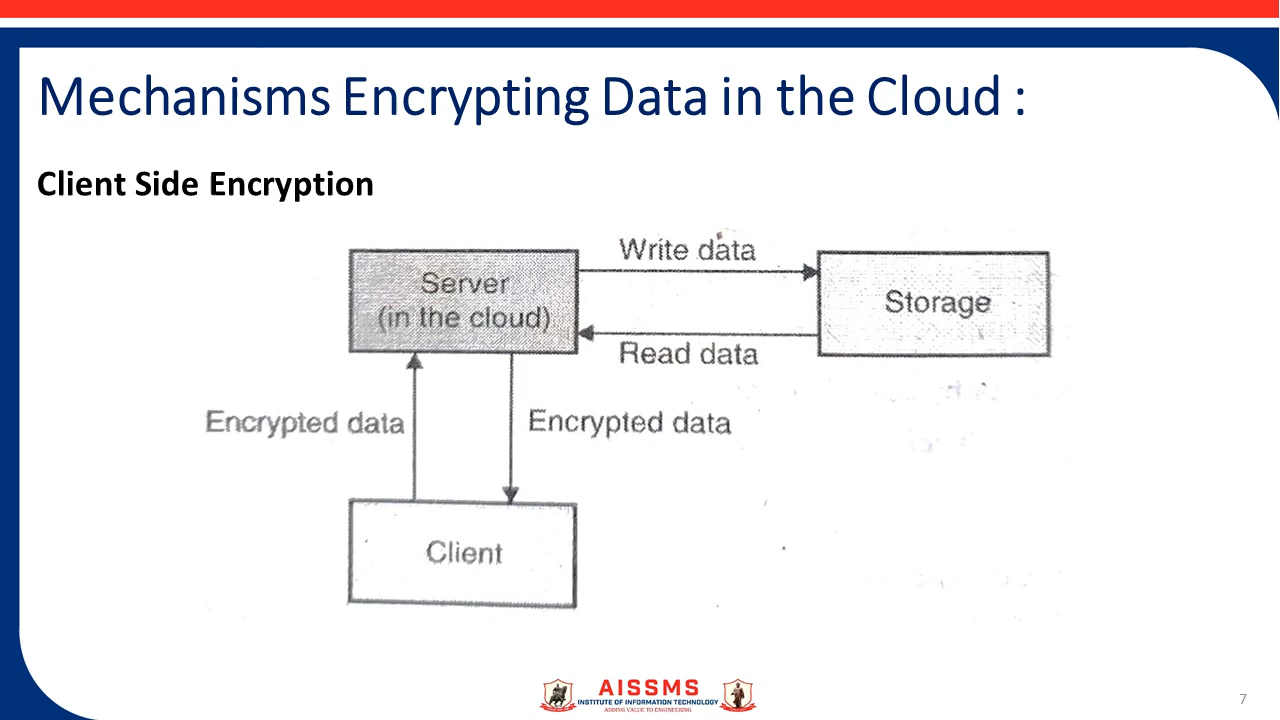 Mechanisms Encrypting Data in the Cloud :
Client Side Encryption
Write data
Server
(in the cloud)
Storage
Read data
Encrypted data
Encrypted data
Client
AISSMS
INSTITUTE OF INFORMATION TECHNOLOGY
ADDING VALUE TO ENGINEERING
7